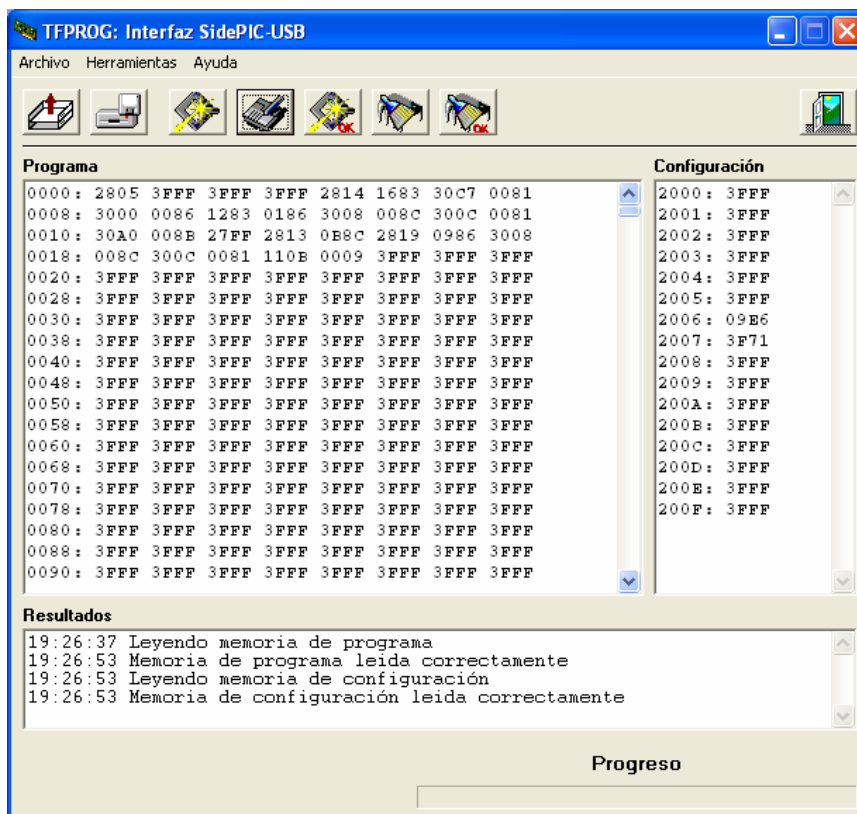 TFPROG: Interfaz SidePIC-USB
Archivo Herramientas Ayuda
OK OK
Programa
0000: 2805 3FFF 3FFF 3FFF 2814 1683 30C7 0081
0008: 3000 0086 1283 0186 3008 008C 300C 0081
0010: 30A0 008B 27FF 2813 0B8C 2819 0986 3008
0018: 008C 300C 0081 110B 0009 3FFF 3FFF 3FFF
0020: 3FFF 3FFF 3FFF 3FFF 3FFF 3FFF 3FFF 3FFF
0028: 3FFF 3FFF 3FFF 3FFF 3FFF 3FFF 3FFF 3FFF
0030: 3FFF 3FFF 3FFF 3FFF 3FFF 3FFF 3FFF 3FFF
0038: 3FFF 3FFF 3FFF 3FFF 3FFF 3FFF 3FFF 3FFF
0040: 3FFF 3FFF 3FFF 3FFF 3FFF 3FFF 3FFF 3FFF
0048: 3FFF 3FFF 3FFF 3FFF 3FFF 3FFF 3FFF 3FFF
0050: 3FFF 3FFF 3FFF 3FFF 3FFF 3FFF 3FFF 3FFF
0058: 3FFF 3FFF 3FFF 3FFF 3FFF 3FFF 3FFF 3FFF
0060: 3FFF 3FFF 3FFF 3FFF 3FFF 3FFF 3FFF 3FFF
0068: 3FFF 3FFF 3FFF 3FFF 3FFF 3FFF 3FFF 3FFF
0070: 3FFF 3FFF 3FFF 3FFF 3FFF 3FFF 3FFF 3FFF
0078: 3FFF 3FFF 3FFF 3FFF 3FFF 3FFF 3FFF 3FFF
0080: 3FFF 3FFF 3FFF 3FFF 3FFF 3FFF 3FFF 3FFF
0088: 3FFF 3FFF 3FFF 3FFF 3FFF 3FFF 3FFF 3FFF
0090: 3FFF 3FFF 3FFF 3FFF 3FFF 3FFF 3FFF 3FFF
Configuración
2000: 3FFF
2001: 3FFF
2002: 3FFF
2003: 3FFF
2004: 3FFF
2005: 3FFF
2006: 09E6
2007: 3F71
2008: 3FFF
2009: 3FFF
200A: 3FFF
200B: 3FFF
200C: 3FFF
200D: 3FFF
200E: 3FFF
200F: 3FFF
Resultados
19:26:37 Leyendo memoria de programa
19:26:53 Memoria de programa leida correctamente
19:26:53 Leyendo memoria de configuración
19:26:53 Memoria de configuración leida correctamente
Progreso